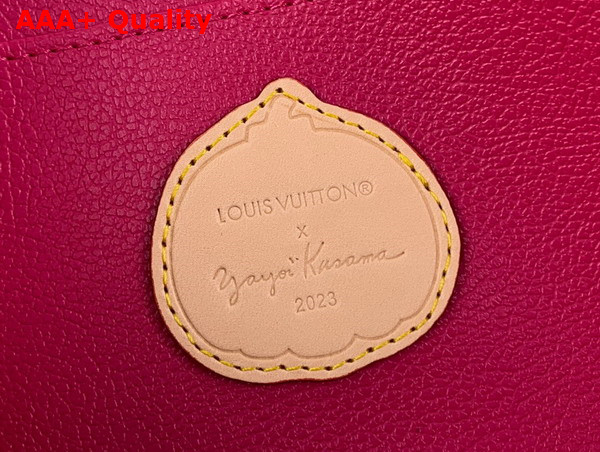 AAA+ Quality
LOUIS VUITTON®
x
Yayoi Kusama
2023